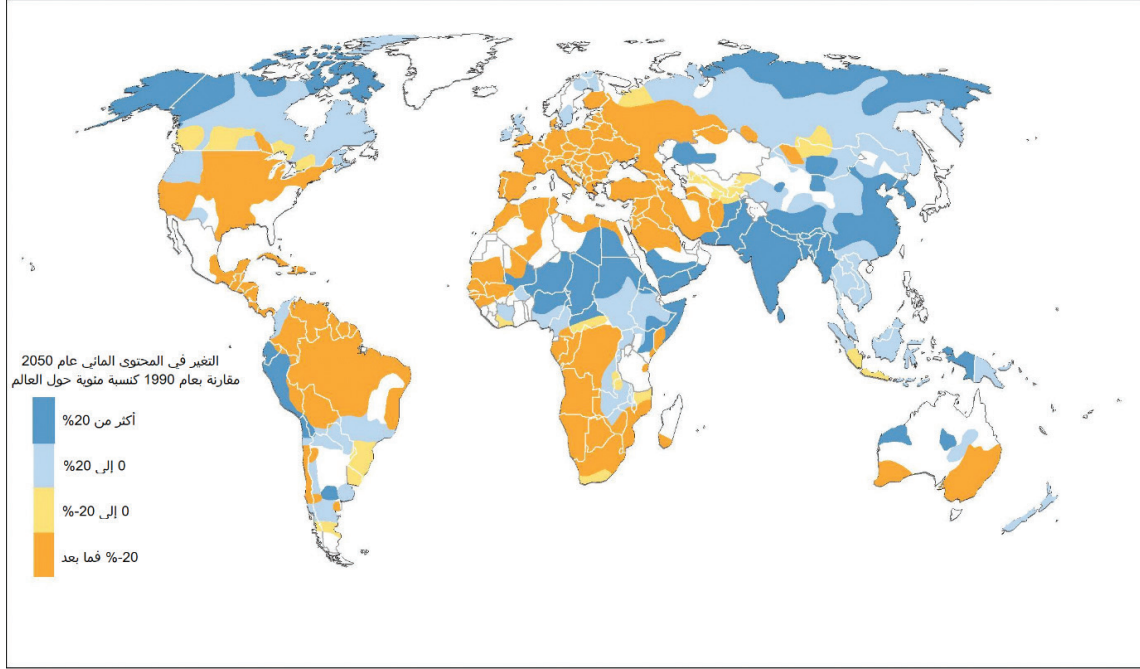 التغير في المحتوى المائي عام 2050
مقارنة بعام 1990 كنسبة مئوية حول العالم
أكثر من 20%
0 إلى 20%
0 إلى 20-%
20-% فما بعد